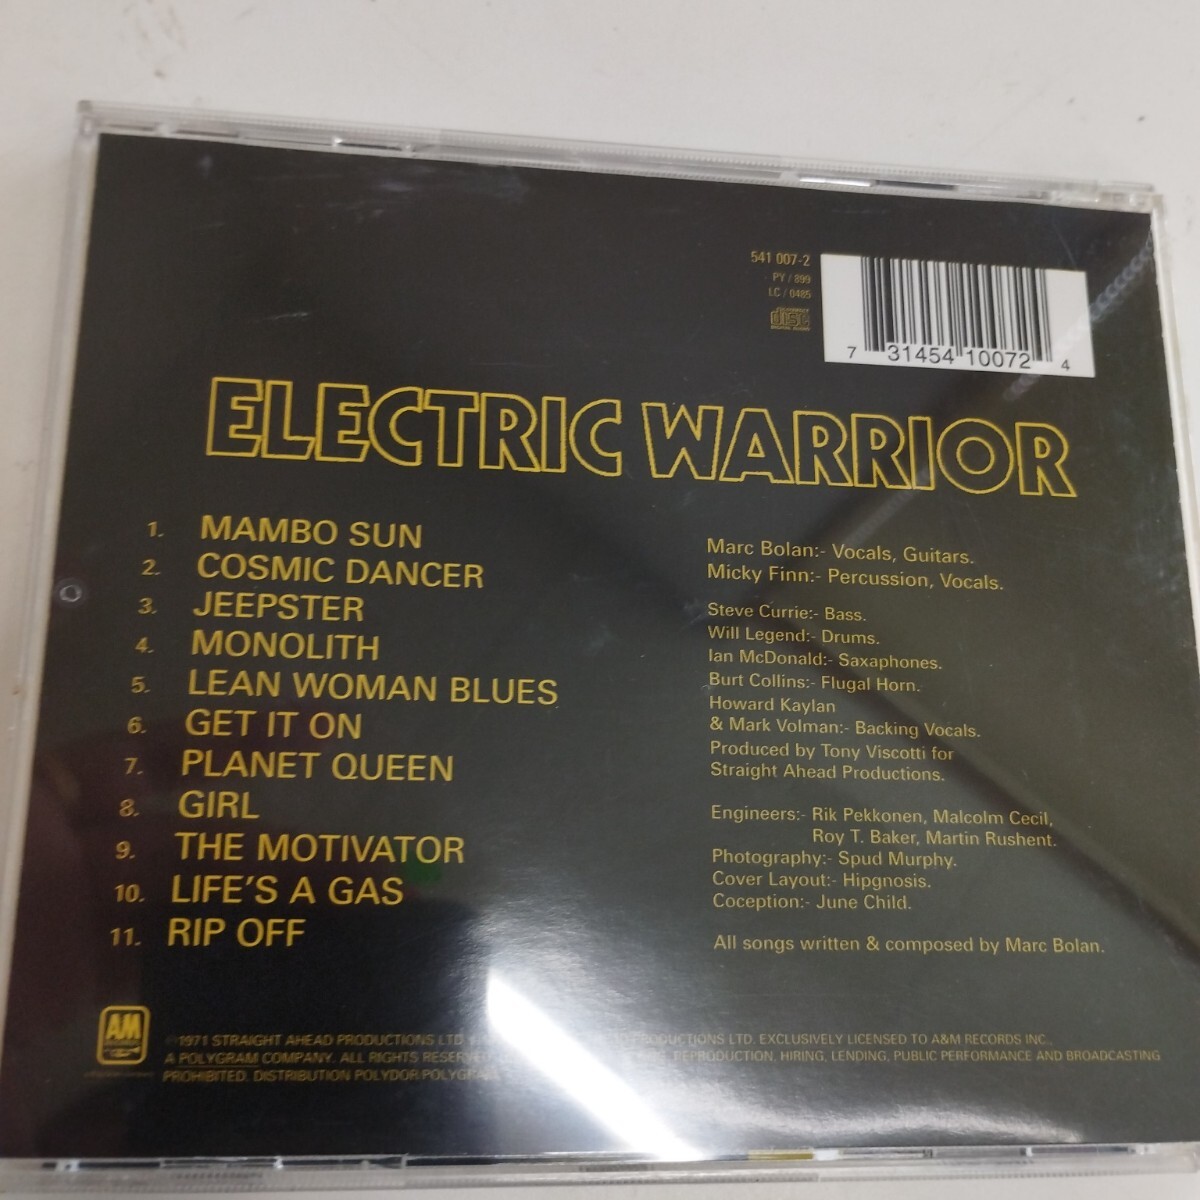 541 007-2
PY / 899
LC / 0485
COMPACT
disc
DIGITAL AUDIO
7 31454 10072 4
ELECTRIC WARRIOR
1. MAMBO SUN
2. COSMIC DANCER
3. JEEPSTER
4. MONOLITH
5. LEAN WOMAN BLUES
6. GET IT ON
7. PLANET QUEEN
8. GIRL
9. THE MOTIVATOR
10. LIFE'S A GAS
11. RIP OFF
Marc Bolan:- Vocals, Guitars.
Micky Finn:- Percussion, Vocals.
Steve Currie:- Bass.
Will Legend:- Drums.
Ian McDonald:- Saxaphones.
Burt Collins:- Flugal Horn.
Howard Kaylan
& Mark Volman:- Backing Vocals.
Produced by Tony Viscotti for
Straight Ahead Productions.
Engineers:- Rik Pekkonen, Malcolm Cecil,
Roy T. Baker, Martin Rushent.
Photography:- Spud Murphy.
Cover Layout:- Hipgnosis.
Coception:- June Child.
All songs written & composed by Marc Bolan.
AM
©1971 STRAIGHT AHEAD PRODUCTIONS LTD PRODUCTIONS LTD. EXCLUSIVELY LICENSED TO A&M RECORDS INC.,
A POLYGRAM COMPANY. ALL RIGHTS RESERVED REPRODUCTION, HIRING, LENDING, PUBLIC PERFORMANCE AND BROADCASTING
PROHIBITED. DISTRIBUTION POLYDOR/POLYGRAM